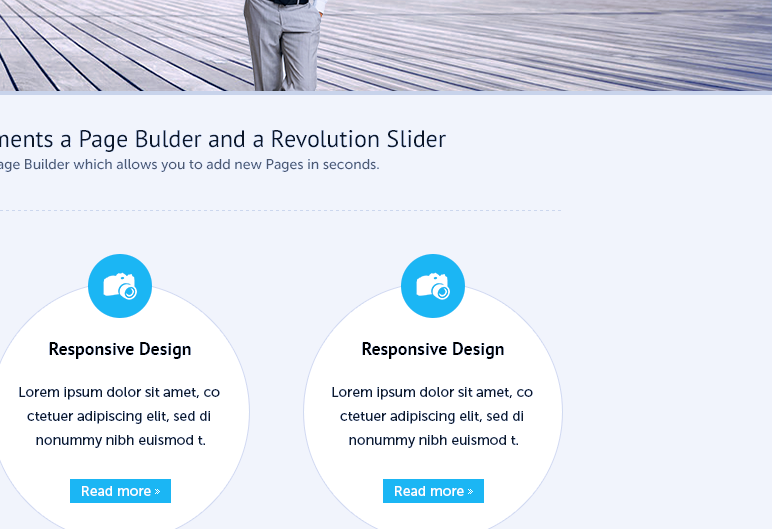 ments a Page Bulder and a Revolution Slider
age Builder which allows you to add new Pages in seconds.
Responsive Design
Lorem ipsum dolor sit amet, co
ctetuer adipiscing elit, sed di
nonummy nibh euismod t.
Read more »
Responsive Design
Lorem ipsum dolor sit amet, co
ctetuer adipiscing elit, sed di
nonummy nibh euismod t.
Read more »